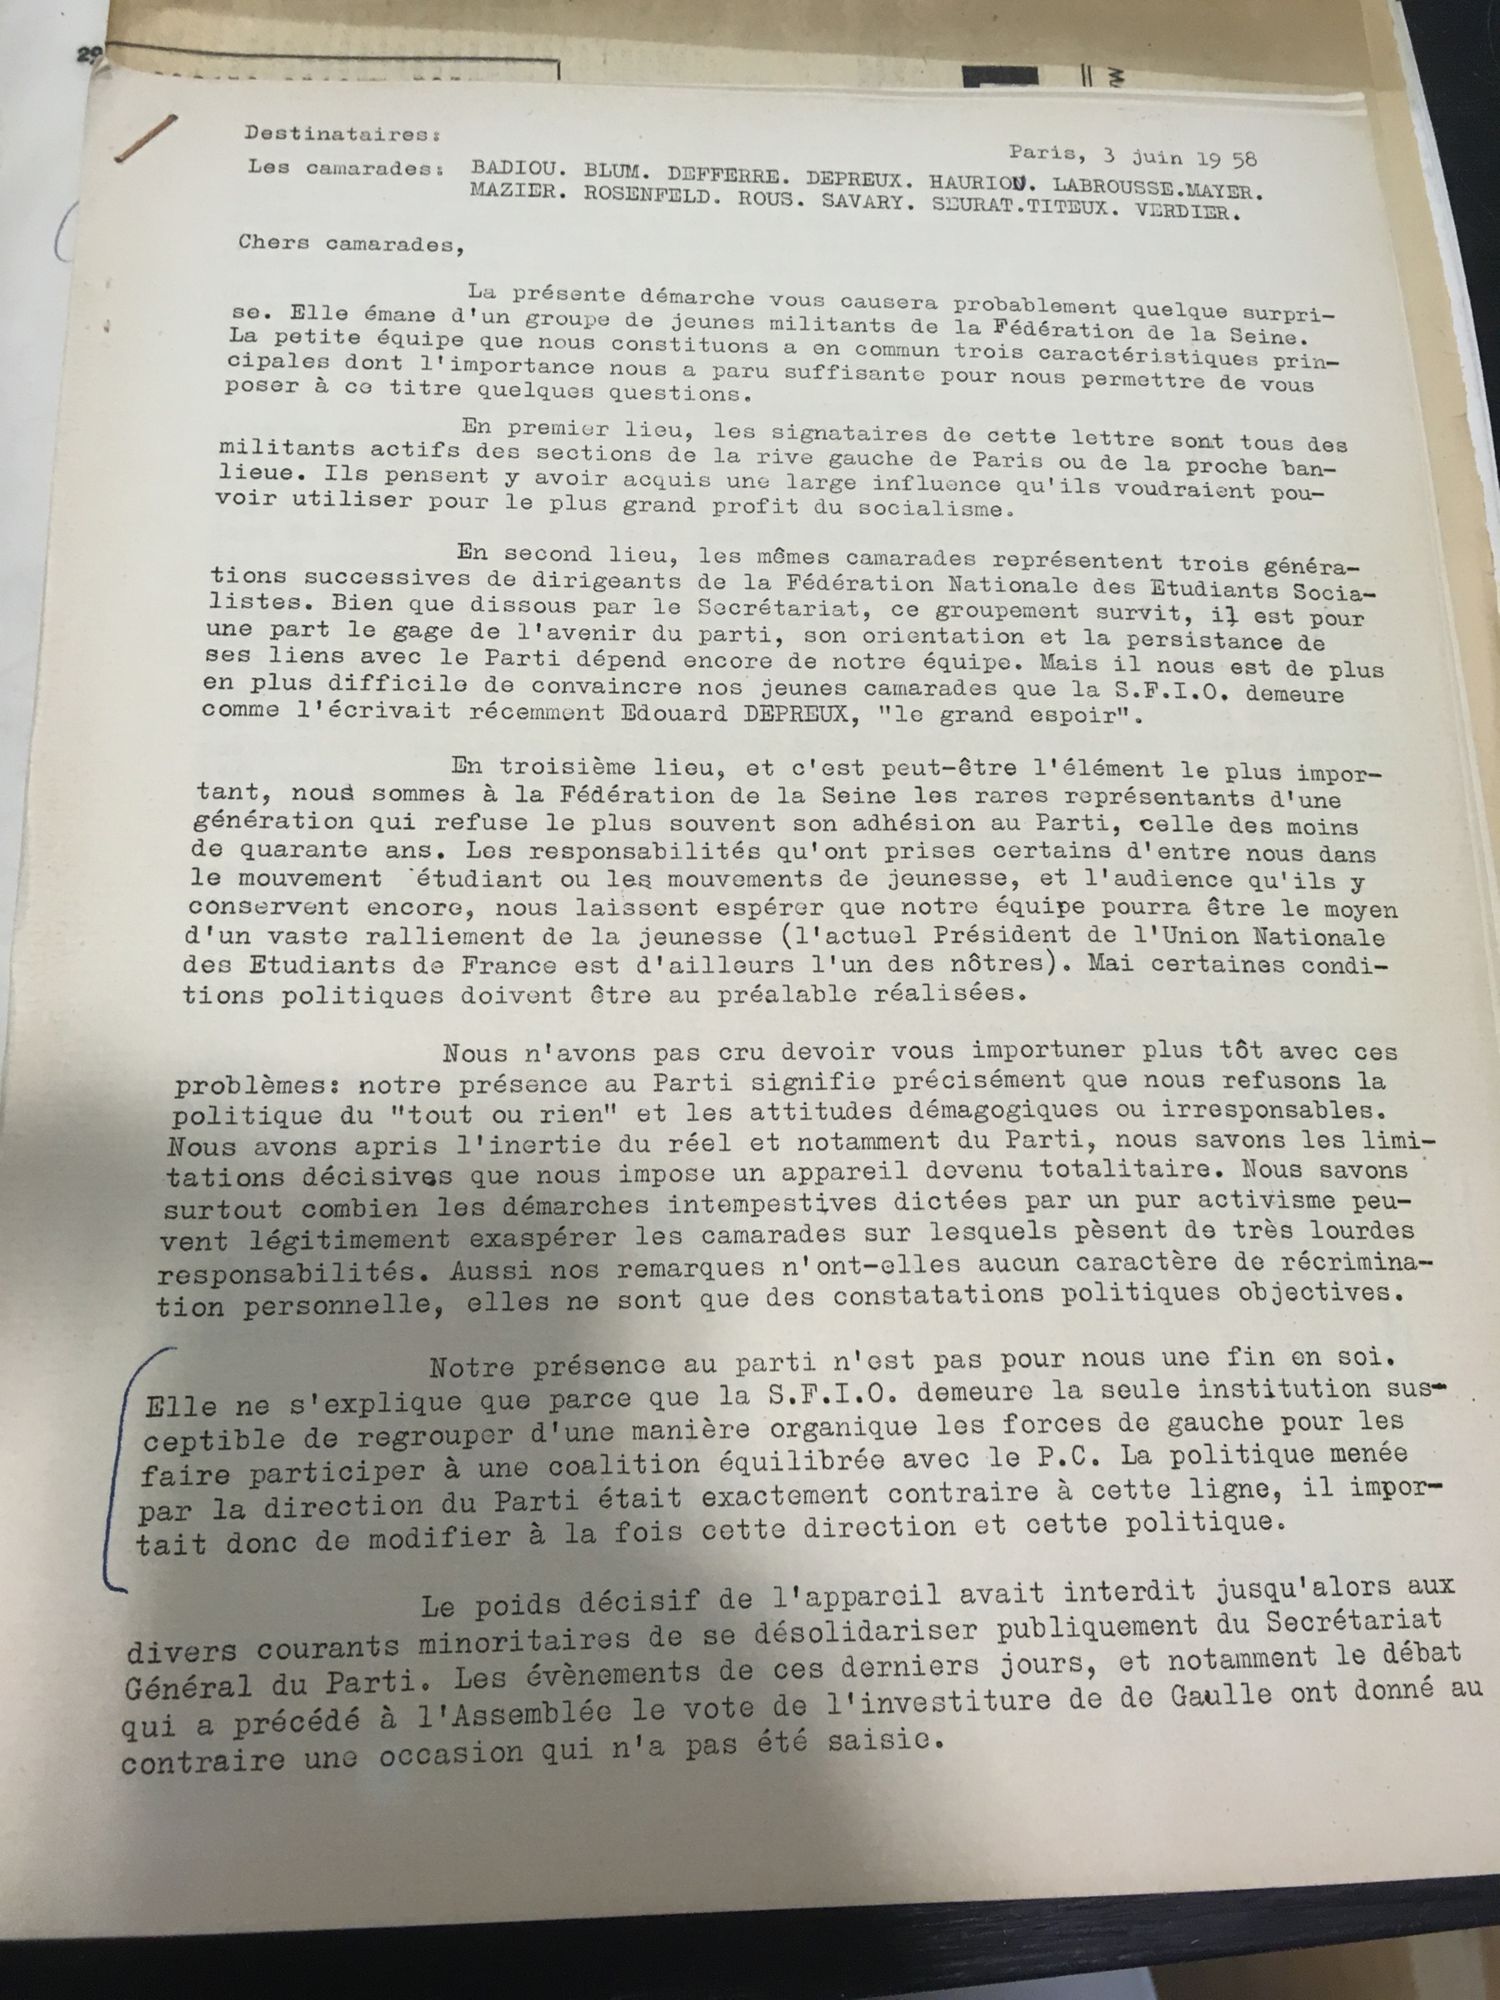 29
Destinataires:
Paris, 3 juin 19 58
Les camarades: BADIOU. BLUM. DEFFERRE. DEPREUX. HAURIOU. LABROUSSE.MAYER.
MAZIER. ROSENFELD. ROUS. SAVARY. SEURAT.TITEUX. VERDIER.
Chers camarades,
La présente démarche vous causera probablement quelque surpri-
se. Elle émane d'un groupe de jeunes militants de la Fédération de la Seine.
La petite équipe que nous constituons a en commun trois caractéristiques prin-
cipales dont l'importance nous a paru suffisante pour nous permettre de vous
poser à ce titre quelques questions.
En premier lieu, les signataires de cette lettre sont tous des
militants actifs des sections de la rive gauche de Paris ou de la proche ban-
lieue. Ils pensent y avoir acquis une large influence qu'ils voudraient pou-
voir utiliser pour le plus grand profit du socialisme.
En second lieu, les mêmes camarades représentent trois généra-
tions successives de dirigeants de la Fédération Nationale des Etudiants Socia-
listes. Bien que dissous par le Secrétariat, ce groupement survit, il est pour
une part le gage de l'avenir du parti, son orientation et la persistance de
ses liens avec le Parti dépend encore de notre équipe. Mais il nous est de plus
en plus difficile de convaincre nos jeunes camarades que la S.F.I.O. demeure
comme l'écrivait récemment Edouard DEPREUX, "le grand espoir".
En troisième lieu, et c'est peut-être l'élément le plus impor-
tant, nous sommes à la Fédération de la Seine les rares représentants d'une
génération qui refuse le plus souvent son adhésion au Parti, celle des moins
de quarante ans. Les responsabilités qu'ont prises certains d'entre nous dans
le mouvement étudiant ou les mouvements de jeunesse, et l'audience qu'ils y
conservent encore, nous laissent espérer que notre équipe pourra être le moyen
d'un vaste ralliement de la jeunesse (l'actuel Président de l'Union Nationale
des Etudiants de France est d'ailleurs l'un des nôtres). Mai certaines condi-
tions politiques doivent être au préalable réalisées.
Nous n'avons pas cru devoir vous importuner plus tôt avec ces
problèmes: notre présence au Parti signifie précisément que nous refusons la
politique du "tout ou rien" et les attitudes démagogiques ou irresponsables.
Nous avons appris l'inertie du réel et notamment du Parti, nous savons les limi-
tations décisives que nous impose un appareil devenu totalitaire. Nous savons
surtout combien les démarches intempestives dictées par un pur activisme peu-
vent légitimement exaspérer les camarades sur lesquels pèsent de très lourdes
responsabilités. Aussi nos remarques n'ont-elles aucun caractère de récrimina-
tion personnelle, elles ne sont que des constatations politiques objectives.
Notre présence au parti n'est pas pour nous une fin en soi.
Elle ne s'explique que parce que la S.F.I.O. demeure la seule institution sus-
ceptible de regrouper d'une manière organique les forces de gauche pour les
faire participer à une coalition équilibrée avec le P.C. La politique menée
par la direction du Parti était exactement contraire à cette ligne, il impor-
tait donc de modifier à la fois cette direction et cette politique.
Le poids décisif de l'appareil avait interdit jusqu'alors aux
divers courants minoritaires de se désolidariser publiquement du Secrétariat
Général du Parti. Les évènements de ces derniers jours, et notamment le débat
qui a précédé à l'Assemblée le vote de l'investiture de de Gaulle ont donné au
contraire une occasion qui n'a pas été saisie.